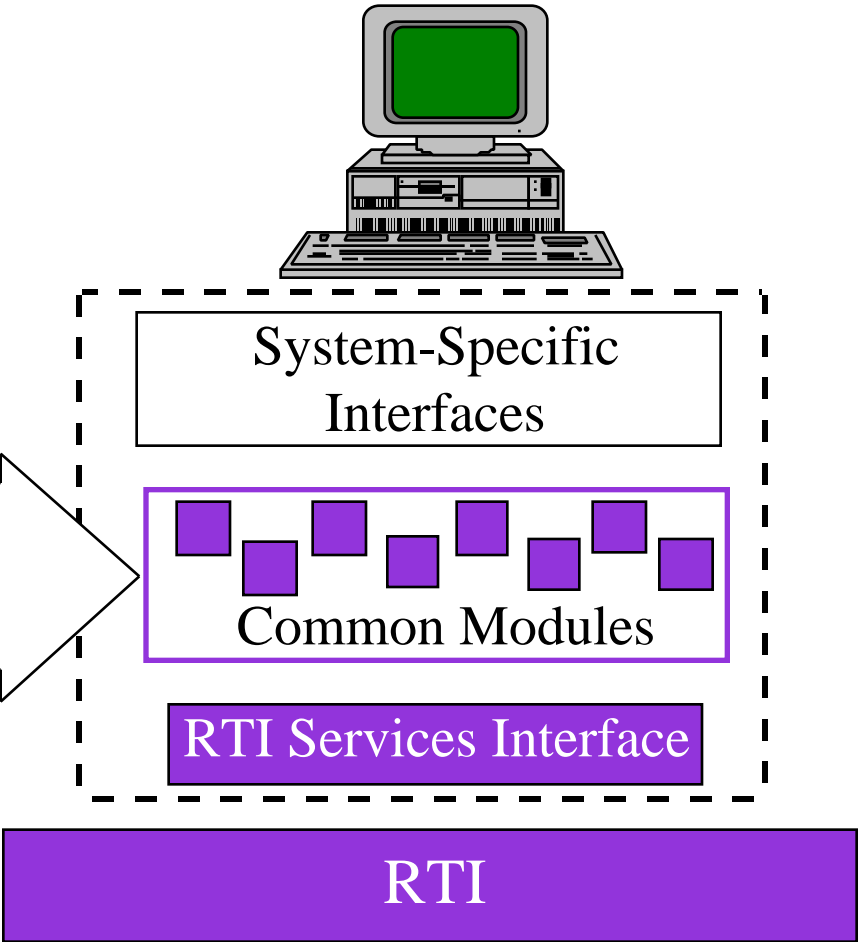 System-Specific
Interfaces
Common Modules
RTI Services Interface
RTI